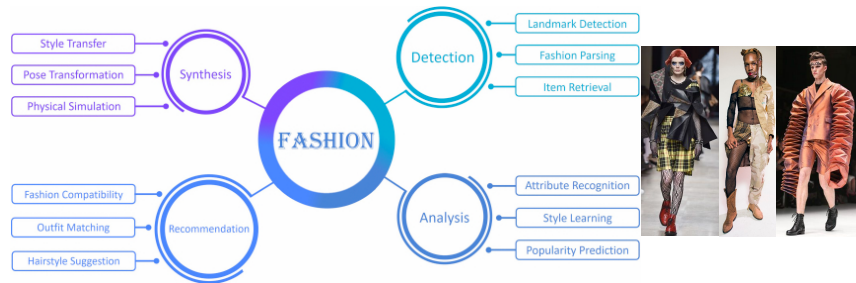 Style Transfer
Pose Transformation
Physical Simulation
Synthesis
Detection
Landmark Detection
Fashion Parsing
Item Retrieval
FASHION
Fashion Compatibility
Outfit Matching
Hairstyle Suggestion
Recommendation
Analysis
Attribute Recognition
Style Learning
Popularity Prediction